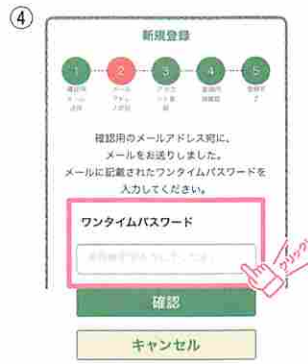 ④
新規登録
1 2 3 4 5
確認用のメールアドレス宛に、
メールをお送りしました。
メールに記載されたワンタイムパスワードを
入力してください。
ワンタイムパスワード
クリック!
確認
キャンセル